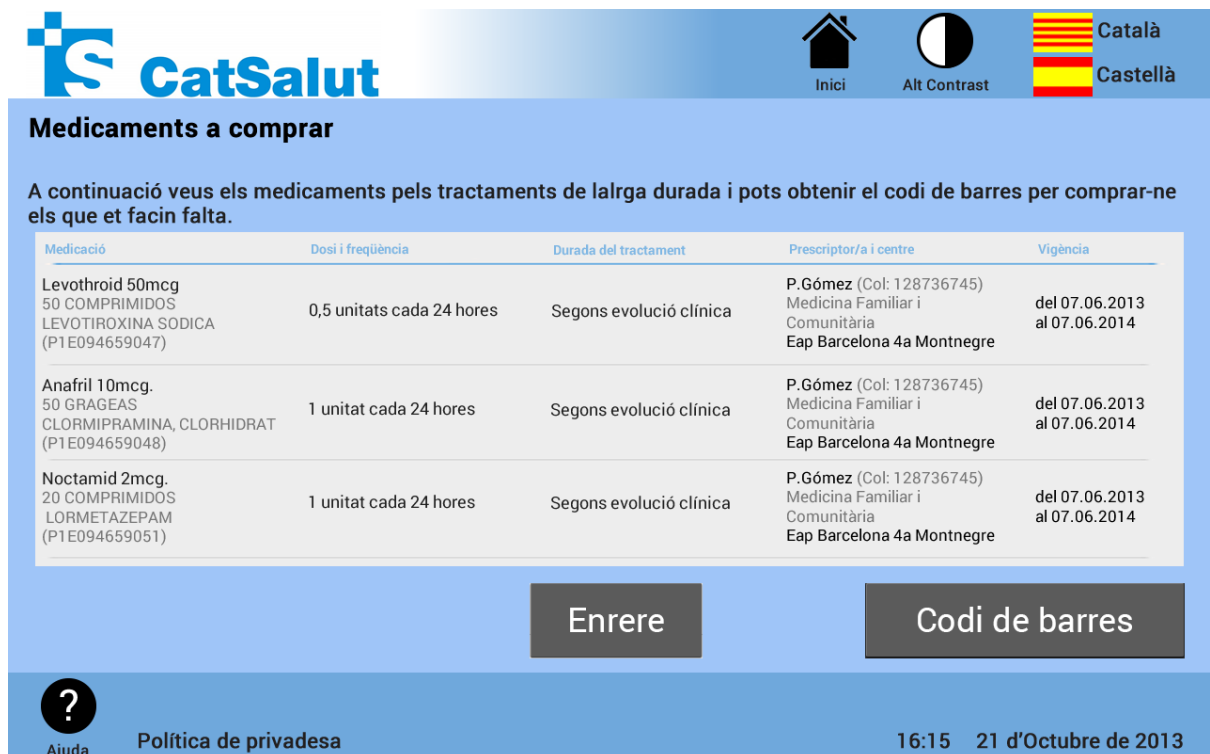 CatSalut
Inici
Alt Contrast
Català
Castellà
Medicaments a comprar
A continuació veus els medicaments pels tractaments de lalrga durada i pots obtenir el codi de barres per comprar-ne
els que et facin falta.
Medicació
Dosi i freqüència
Durada del tractament
Prescriptor/a i centre
Vigència
Levothroid 50mcg
50 COMPRIMIDOS
LEVOTIROXINA SODICA
(P1E094659047)
0,5 unitats cada 24 hores
Segons evolució clínica
P.Gómez (Col: 128736745)
Medicina Familiar i
Comunitària
Eap Barcelona 4a Montnegre
del 07.06.2013
al 07.06.2014
Anafril 10mcg.
50 GRAGEAS
CLORMIPRAMINA, CLORHIDRAT
(P1E094659048)
1 unitat cada 24 hores
Segons evolució clínica
P.Gómez (Col: 128736745)
Medicina Familiar i
Comunitària
Eap Barcelona 4a Montnegre
del 07.06.2013
al 07.06.2014
Noctamid 2mcg.
20 COMPRIMIDOS
LORMETAZEPAM
(P1E094659051)
1 unitat cada 24 hores
Segons evolució clínica
P.Gómez (Col: 128736745)
Medicina Familiar i
Comunitària
Eap Barcelona 4a Montnegre
del 07.06.2013
al 07.06.2014
Enrere
Codi de barres
?
Ajuda
Política de privadesa
16:15 21 d'Octubre de 2013